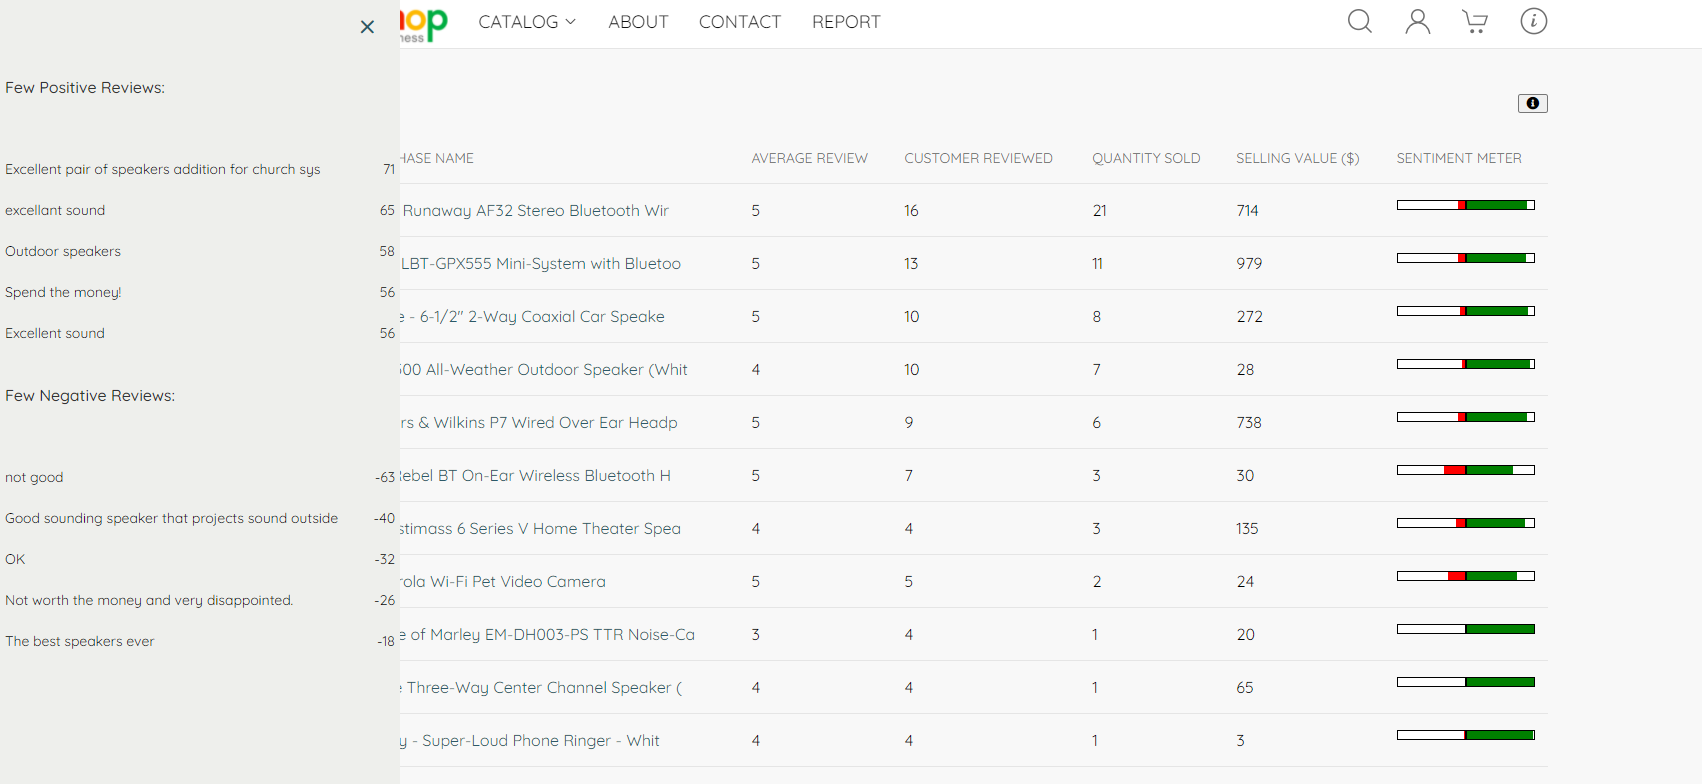 hop
ness
CATALOG
ABOUT
CONTACT
REPORT
Few Positive Reviews:
Excellent pair of speakers addition for church sys 71
excellant sound 65
Outdoor speakers 58
Spend the money! 56
Excellent sound 56
Few Negative Reviews:
not good -63
Good sounding speaker that projects sound outside -40
OK -32
Not worth the money and very disappointed. -26
The best speakers ever -18
HASE NAME AVERAGE REVIEW CUSTOMER REVIEWED QUANTITY SOLD SELLING VALUE ($) SENTIMENT METER
Runaway AF32 Stereo Bluetooth Wir 5 16 21 714
LBT-GPX555 Mini-System with Bluetoo 5 13 11 979
e - 6-1/2" 2-Way Coaxial Car Speake 5 10 8 272
00 All-Weather Outdoor Speaker (Whit 4 10 7 28
rs & Wilkins P7 Wired Over Ear Headp 5 9 6 738
Rebel BT On-Ear Wireless Bluetooth H 5 7 3 30
stimass 6 Series V Home Theater Spea 4 4 3 135
rola Wi-Fi Pet Video Camera 5 5 2 24
e of Marley EM-DH003-PS TTR Noise-Ca 3 4 1 20
e Three-Way Center Channel Speaker ( 4 4 1 65
y - Super-Loud Phone Ringer - Whit 4 4 1 3